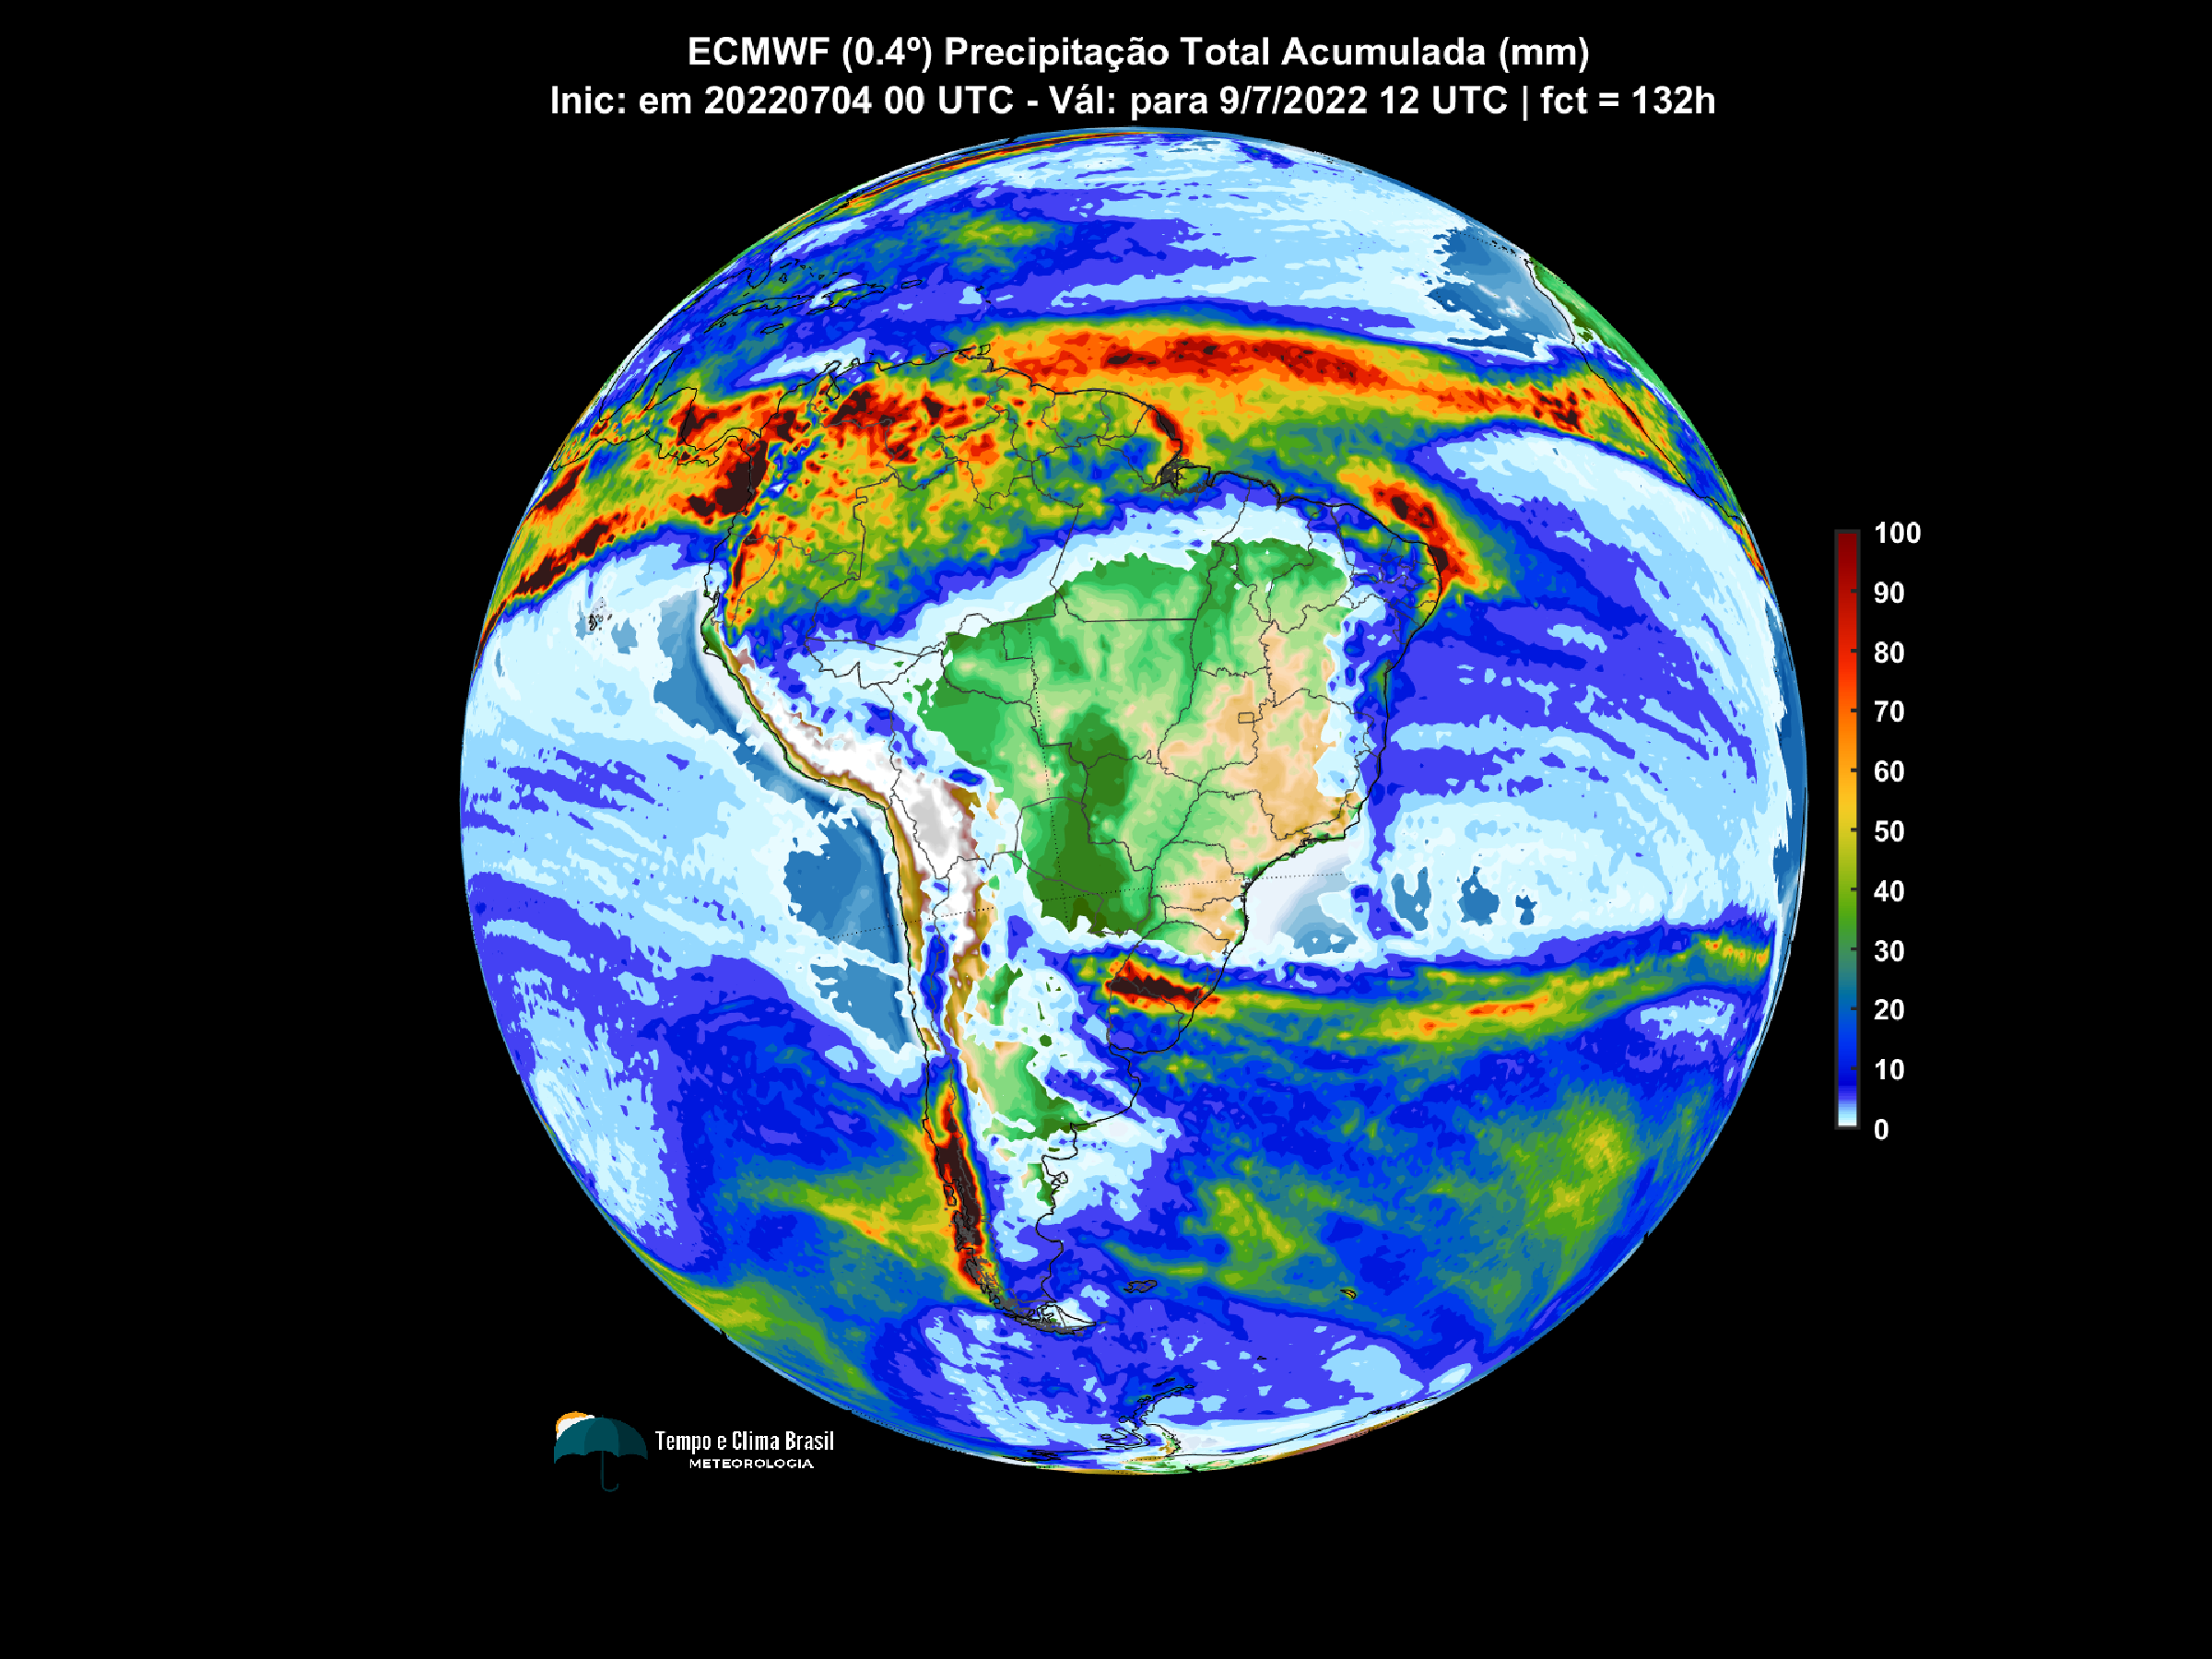 ECMWF (0.4º) Precipitação Total Acumulada (mm)
Inic: em 20220704 00 UTC - Vál: para 9/7/2022 12 UTC | fct = 132h
100
90
80
70
60
50
40
30
20
10
0
Tempo e Clima Brasil
METEOROLOGIA